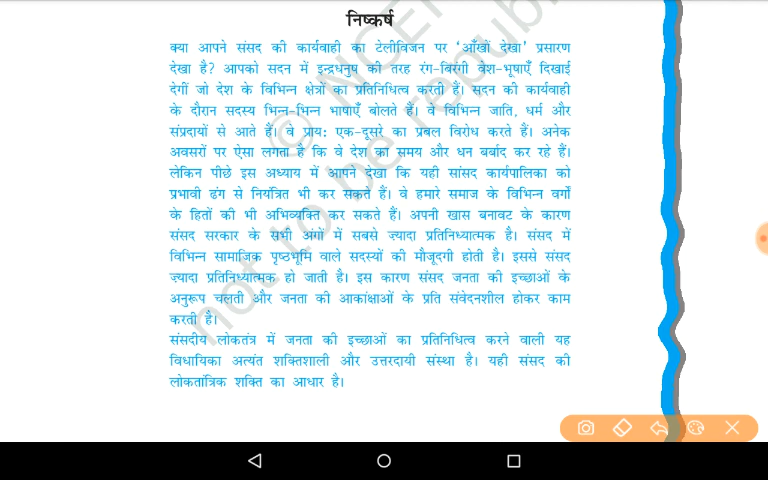 निष्कर्ष
क्या आपने संसद की कार्यवाही का टेलीविजन पर ‘आँखों देखा’ प्रसारण
देखा है? आपको सदन में इन्द्रधनुष की तरह रंग-बिरंगी वेश-भूषाएँ दिखाई
देगीं जो देश के विभिन्न क्षेत्रों का प्रतिनिधित्व करती हैं। सदन की कार्यवाही
के दौरान सदस्य भिन्न-भिन्न भाषाएँ बोलते हैं। वे विभिन्न जाति, धर्म और
संप्रदायों से आते हैं। वे प्राय: एक-दूसरे का प्रबल विरोध करते हैं। अनेक
अवसरों पर ऐसा लगता है कि वे देश का समय और धन बर्बाद कर रहे हैं।
लेकिन पीछे इस अध्याय में आपने देखा कि यही सांसद कार्यपालिका को
प्रभावी ढंग से नियंत्रित भी कर सकते हैं। वे हमारे समाज के विभिन्न वर्गों
के हितों की भी अभिव्यक्ति कर सकते हैं। अपनी खास बनावट के कारण
संसद सरकार के सभी अंगों में सबसे ज़्यादा प्रतिनिध्यात्मक है। संसद में
विभिन्न सामाजिक पृष्ठभूमि वाले सदस्यों की मौजूदगी होती है। इससे संसद
ज़्यादा प्रतिनिध्यात्मक हो जाती है। इस कारण संसद जनता की इच्छाओं के
अनुरूप चलती और जनता की आकांक्षाओं के प्रति संवेदनशील होकर काम
करती है।
संसदीय लोकतंत्र में जनता की इच्छाओं का प्रतिनिधित्व करने वाली यह
विधायिका अत्यंत शक्तिशाली और उत्तरदायी संस्था है। यही संसद की
लोकतांत्रिक शक्ति का आधार है।
© NCER
not to be republi